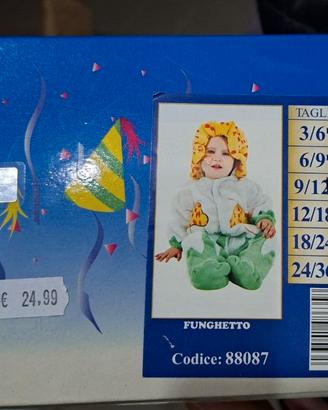 TAGL
3/6
6/9
9/12
12/18
18/24
24/36
€ 24.99
FUNGHETTO
Codice: 88087